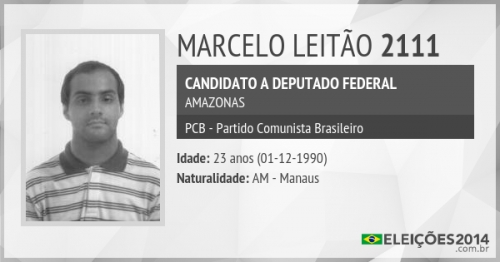 MARCELO LEITÃO 2111
CANDIDATO A DEPUTADO FEDERAL
AMAZONAS
PCB - Partido Comunista Brasileiro
Idade: 23 anos (01-12-1990)
Naturalidade: AM - Manaus
ELEIÇÕES2014
.com.br